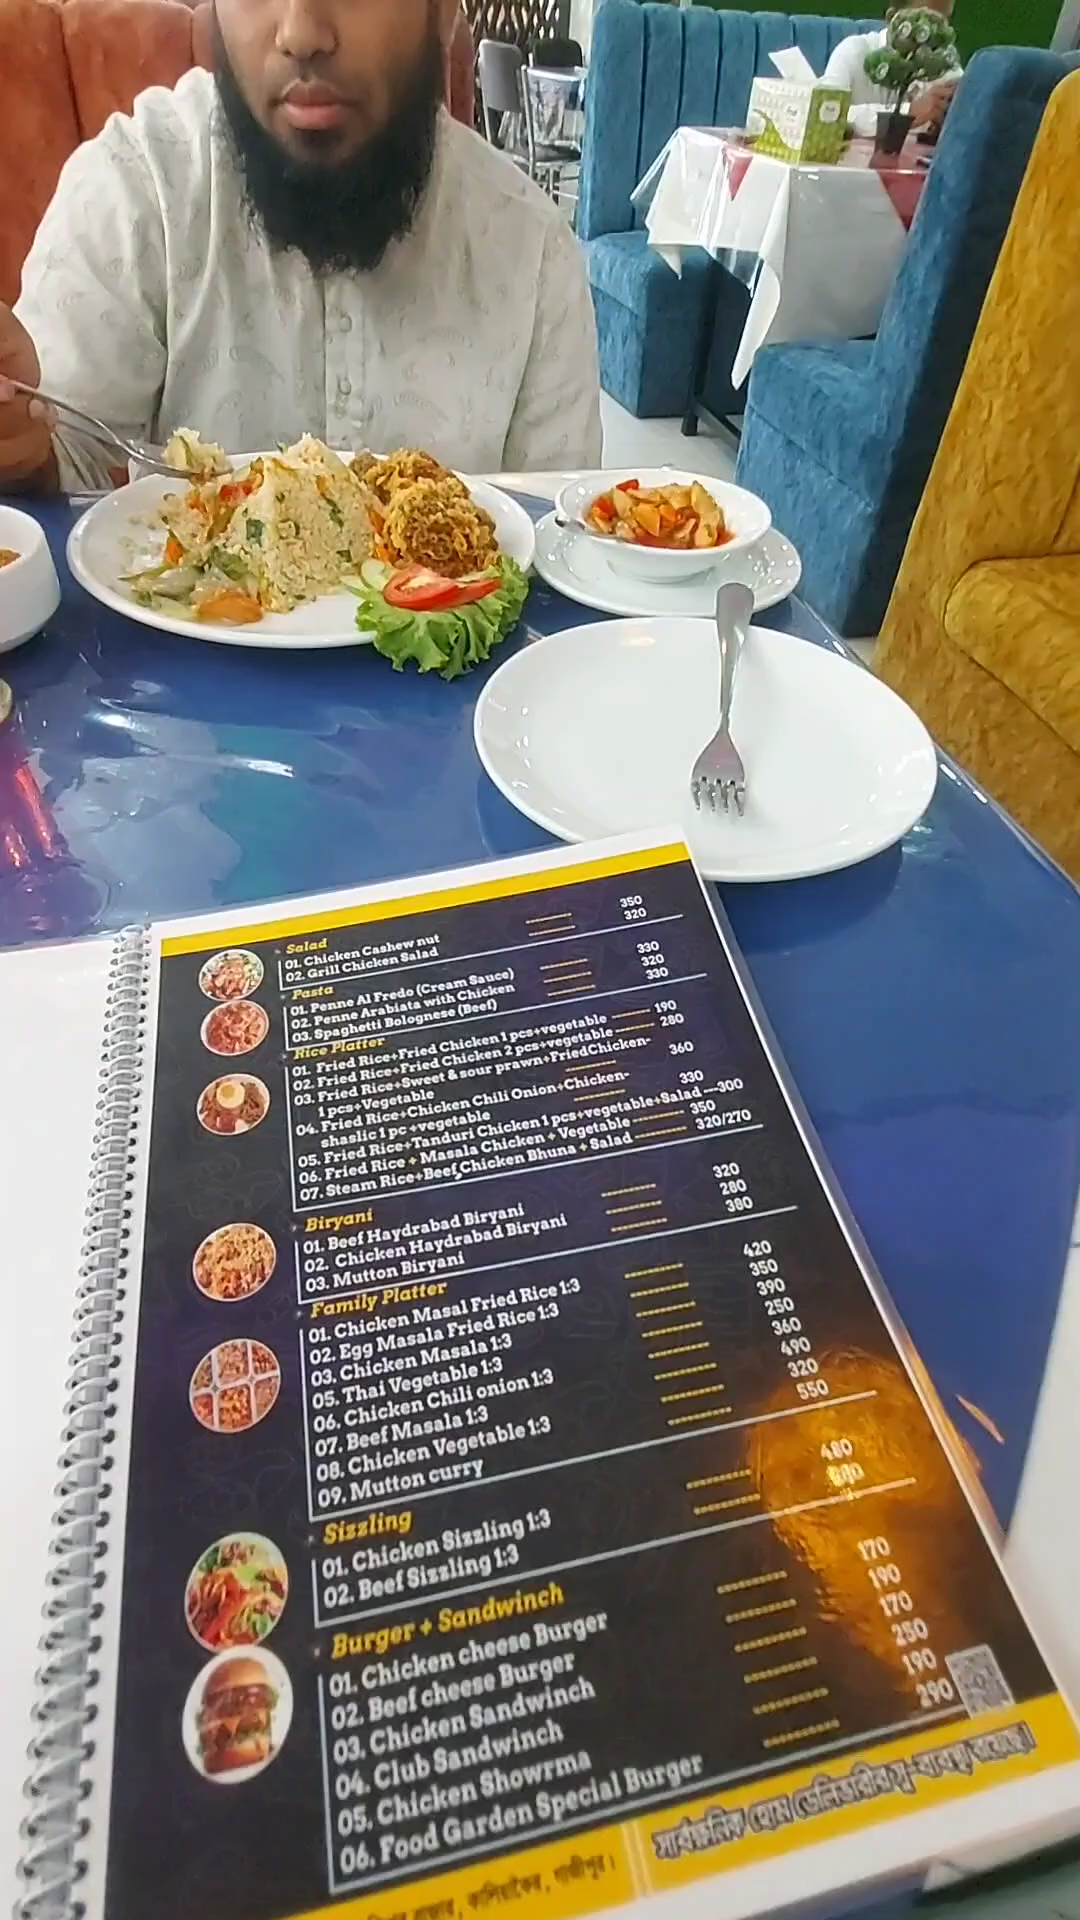 Salad
01. Chicken Cashew nut ---------- 350
02. Grill Chicken Salad ---------- 320
Pasta
01. Penne Al Fredo (Cream Sauce) ---------- 330
02. Penne Arabiata with Chicken ---------- 320
03. Spaghetti Bolognese (Beef) ---------- 330
Rice Platter
01. Fried Rice+Fried Chicken 1 pcs+vegetable -------- 190
02. Fried Rice+Fried Chicken 2 pcs+vegetable -------- 280
03. Fried Rice+Sweet & sour prawn+FriedChicken-
1 pcs+Vegetable ---------- 360
04. Fried Rice+Chicken Chili Onion+Chicken-
shaslic 1 pc +vegetable ---------- 330
05. Fried Rice+Tanduri Chicken 1 pcs+vegetable+Salad ---300
06. Fried Rice + Masala Chicken + Vegetable ---------- 350
07. Steam Rice+Beef,Chicken Bhuna + Salad ---------- 320/270
Biryani
01. Beef Haydrabad Biryani ---------- 320
02. Chicken Haydrabad Biryani ---------- 280
03. Mutton Biryani ---------- 380
Family Platter
01. Chicken Masal Fried Rice 1:3 ---------- 420
02. Egg Masala Fried Rice 1:3 ---------- 350
03. Chicken Masala 1:3 ---------- 390
05. Thai Vegetable 1:3 ---------- 250
06. Chicken Chili onion 1:3 ---------- 360
07. Beef Masala 1:3 ---------- 490
08. Chicken Vegetable 1:3 ---------- 320
09. Mutton curry ---------- 550
Sizzling
01. Chicken Sizzling 1:3 ---------- 480
02. Beef Sizzling 1:3 ----------
Burger + Sandwinch
01. Chicken cheese Burger ---------- 170
02. Beef cheese Burger ---------- 190
03. Chicken Sandwinch ---------- 170
04. Club Sandwinch ---------- 250
05. Chicken Showrma ---------- 190
06. Food Garden Special Burger ---------- 290
সার্বক্ষনিক হোম ডেলিভারীর সু-ব্যবস্থা রয়েছে।
বাজার, কালিয়াকৈর, গাজীপুর।